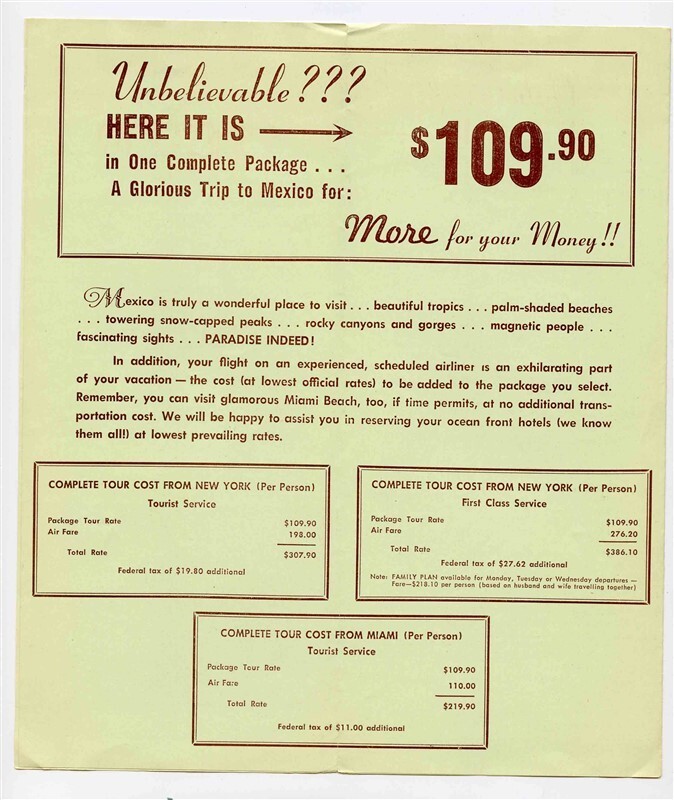 Unbelievable ???
HERE IT IS
in One Complete Package . . .
A Glorious Trip to Mexico for:
$109.90
More for your Money!!
Mexico is truly a wonderful place to visit . . . beautiful tropics . . . palm-shaded beaches
. . . towering snow-capped peaks . . . rocky canyons and gorges . . . magnetic people . . .
fascinating sights . . . PARADISE INDEED!
In addition, your flight on an experienced, scheduled airliner is an exhilarating part
of your vacation — the cost (at lowest official rates) to be added to the package you select.
Remember, you can visit glamorous Miami Beach, too, if time permits, at no additional trans-
portation cost. We will be happy to assist you in reserving your ocean front hotels (we know
them all!) at lowest prevailing rates.
COMPLETE TOUR COST FROM NEW YORK (Per Person)
Tourist Service
Package Tour Rate $109.90
Air Fare 198.00
Total Rate $307.90
Federal tax of $19.80 additional
COMPLETE TOUR COST FROM NEW YORK (Per Person)
First Class Service
Package Tour Rate $109.90
Air Fare 276.20
Total Rate $386.10
Federal tax of $27.62 additional
Note: FAMILY PLAN available for Monday, Tuesday or Wednesday departures —
Fare—$218.10 per person (based on husband and wife travelling together)
COMPLETE TOUR COST FROM MIAMI (Per Person)
Tourist Service
Package Tour Rate $109.90
Air Fare 110.00
Total Rate $219.90
Federal tax of $11.00 additional